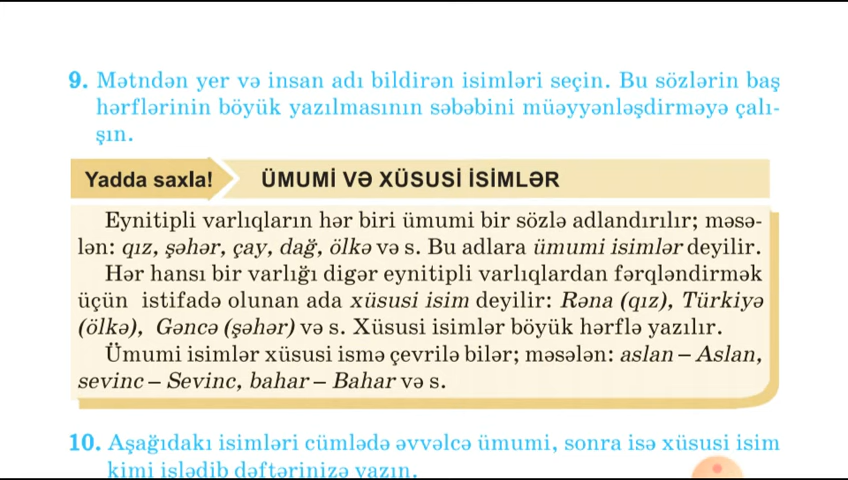 9. Mətndən yer və insan adı bildirən isimləri seçin. Bu sözlərin baş
hərflərinin böyük yazılmasının səbəbini müəyyənləşdirməyə çalı-
şın.
Yadda saxla!
ÜMUMİ VƏ XÜSUSİ İSİMLƏR
Eynitipli varlıqların hər biri ümumi bir sözlə adlandırılır; məsə-
lən: qız, şəhər, çay, dağ, ölkə və s. Bu adlara ümumi isimlər deyilir.
Hər hansı bir varlığı digər eynitipli varlıqlardan fərqləndirmək
üçün istifadə olunan ada xüsusi isim deyilir: Rəna (qız), Türkiyə
(ölkə), Gəncə (şəhər) və s. Xüsusi isimlər böyük hərflə yazılır.
Ümumi isimlər xüsusi ismə çevrilə bilər; məsələn: aslan – Aslan,
sevinc – Sevinc, bahar – Bahar və s.
10. Aşağıdakı isimləri cümlədə əvvəlcə ümumi, sonra isə xüsusi isim
kimi işlədib dəftərinizə yazın.